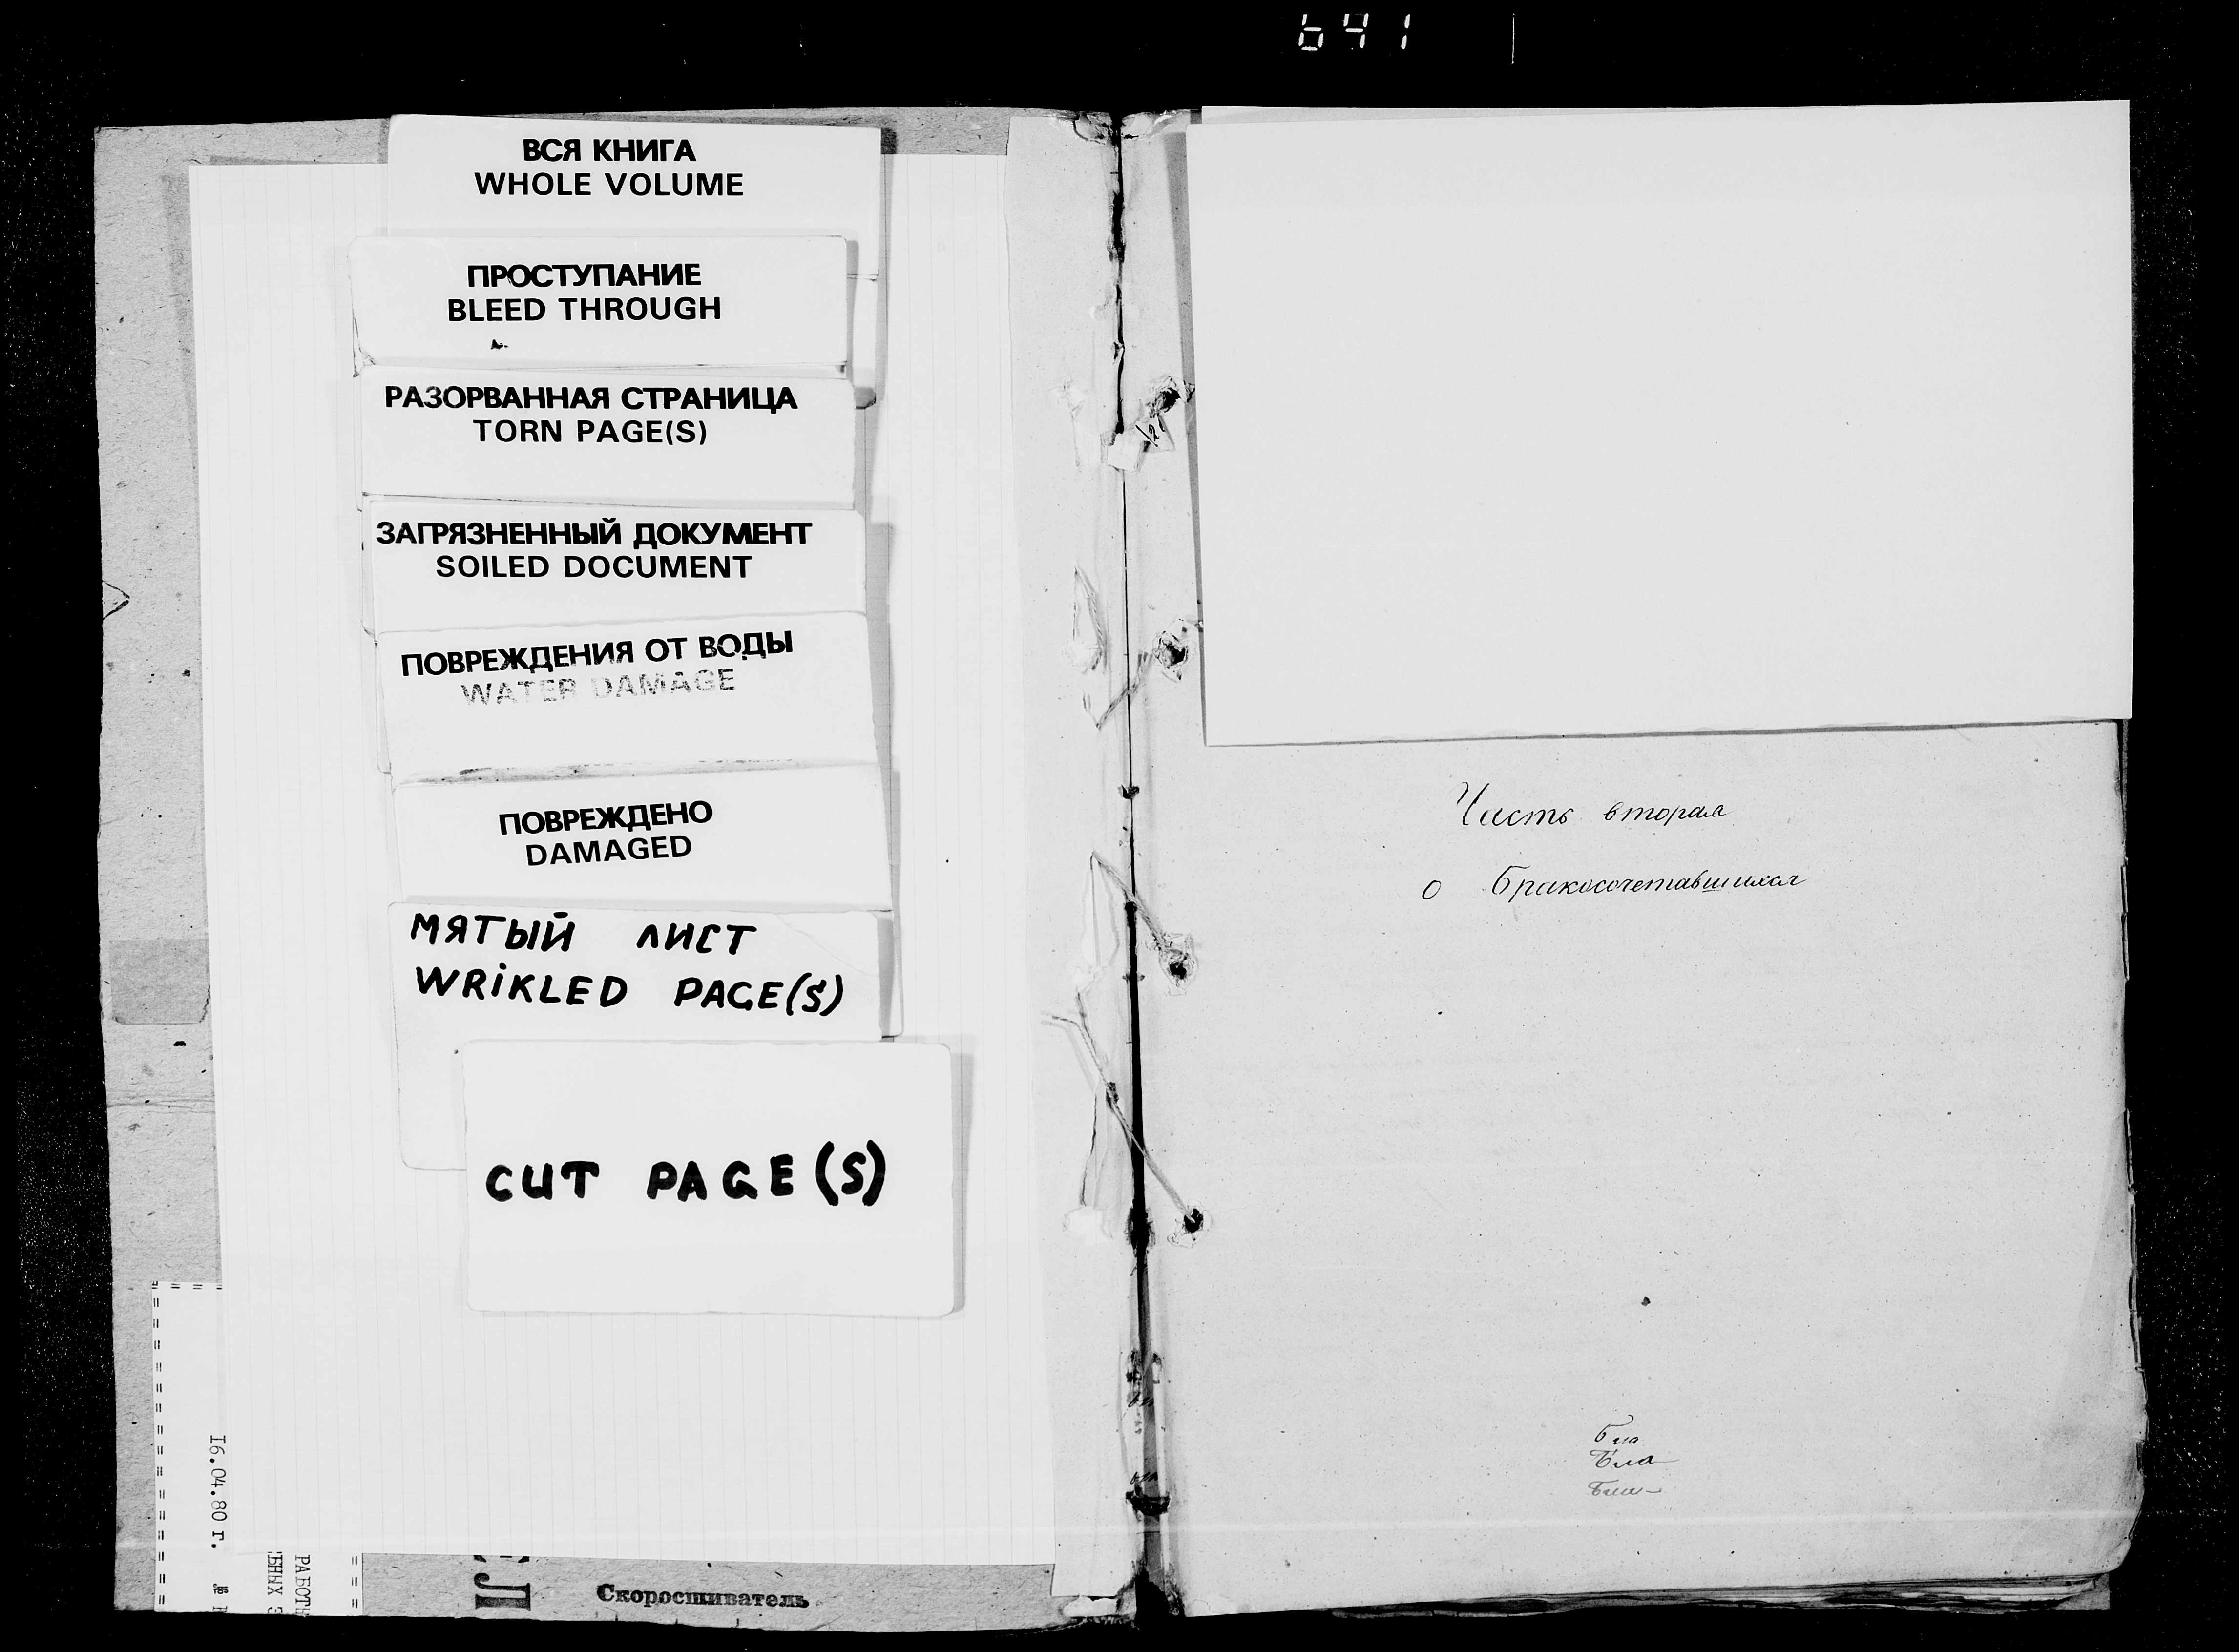 641
ВСЯ КНИГА
WHOLE VOLUME
ПРОСТУПАНИЕ
BLEED THROUGH
РАЗОРВАННАЯ СТРАНИЦА
TORN PAGE(S)
ЗАГРЯЗНЕННЫЙ ДОКУМЕНТ
SOILED DOCUMENT
ПОВРЕЖДЕНИЯ ОТ ВОДЫ
WATER DAMAGE
ПОВРЕЖДЕНО
DAMAGED
МЯТЫЙ ЛИСТ
WRIKLED PAGE(S)
CUT PAGE(S)
16.04.80 г. №
Скоросшиватель
Часть вторая
о бракосочетавшихся